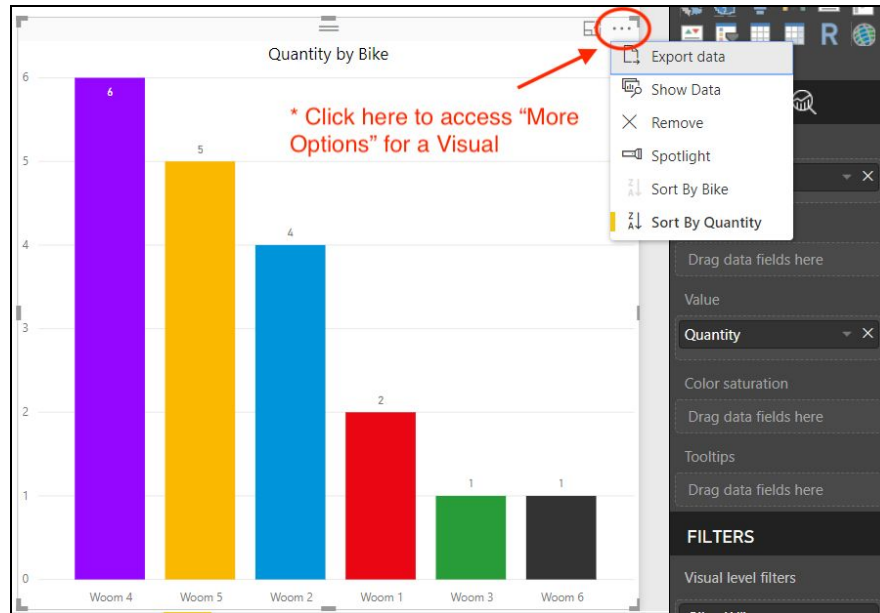 Quantity by Bike
* Click here to access “More
Options” for a Visual
6
5
4
3
2
1
0
6
5
4
2
1
1
Woom 4
Woom 5
Woom 2
Woom 1
Woom 3
Woom 6
Export data
Show Data
Remove
Spotlight
Sort By Bike
Sort By Quantity
R
Drag data fields here
Value
Quantity
Color saturation
Drag data fields here
Tooltips
Drag data fields here
FILTERS
Visual level filters